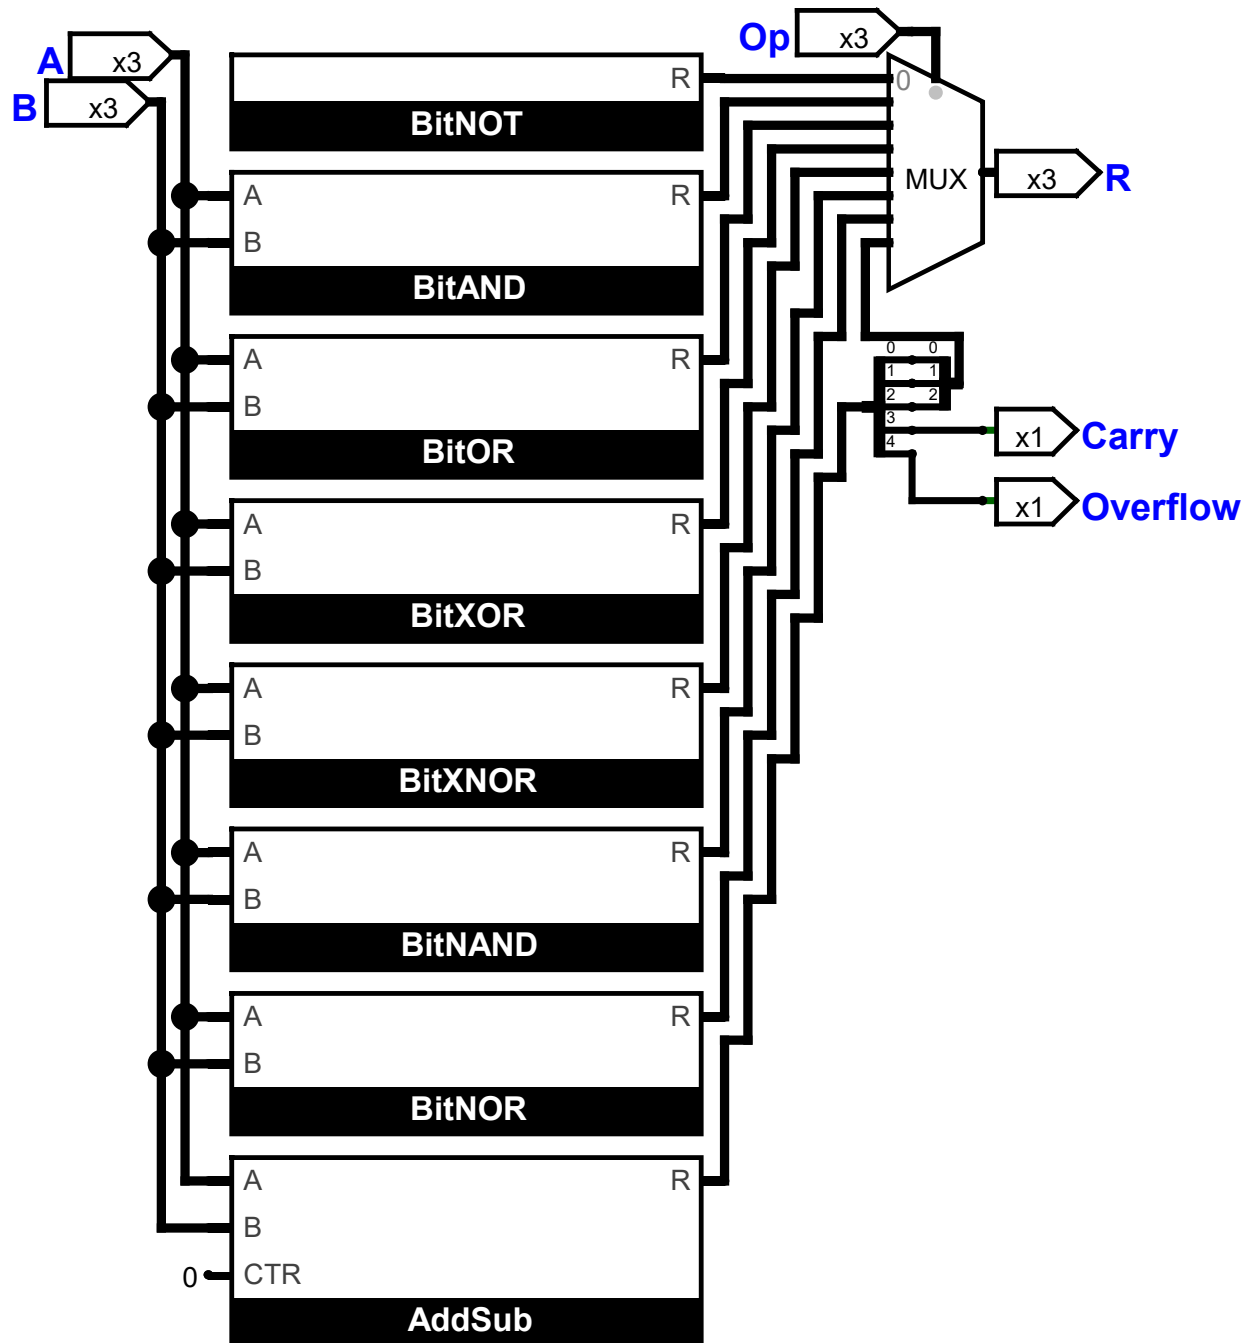 A x3
B x3
Op x3
R
BitNOT
0
MUX
x3 R
A R
B
BitAND
A R
B
BitOR
0 0
1 1
2 2
3
4
x1 Carry
x1 Overflow
A R
B
BitXOR
A R
B
BitXNOR
A R
B
BitNAND
A R
B
BitNOR
A R
B
0 CTR
AddSub